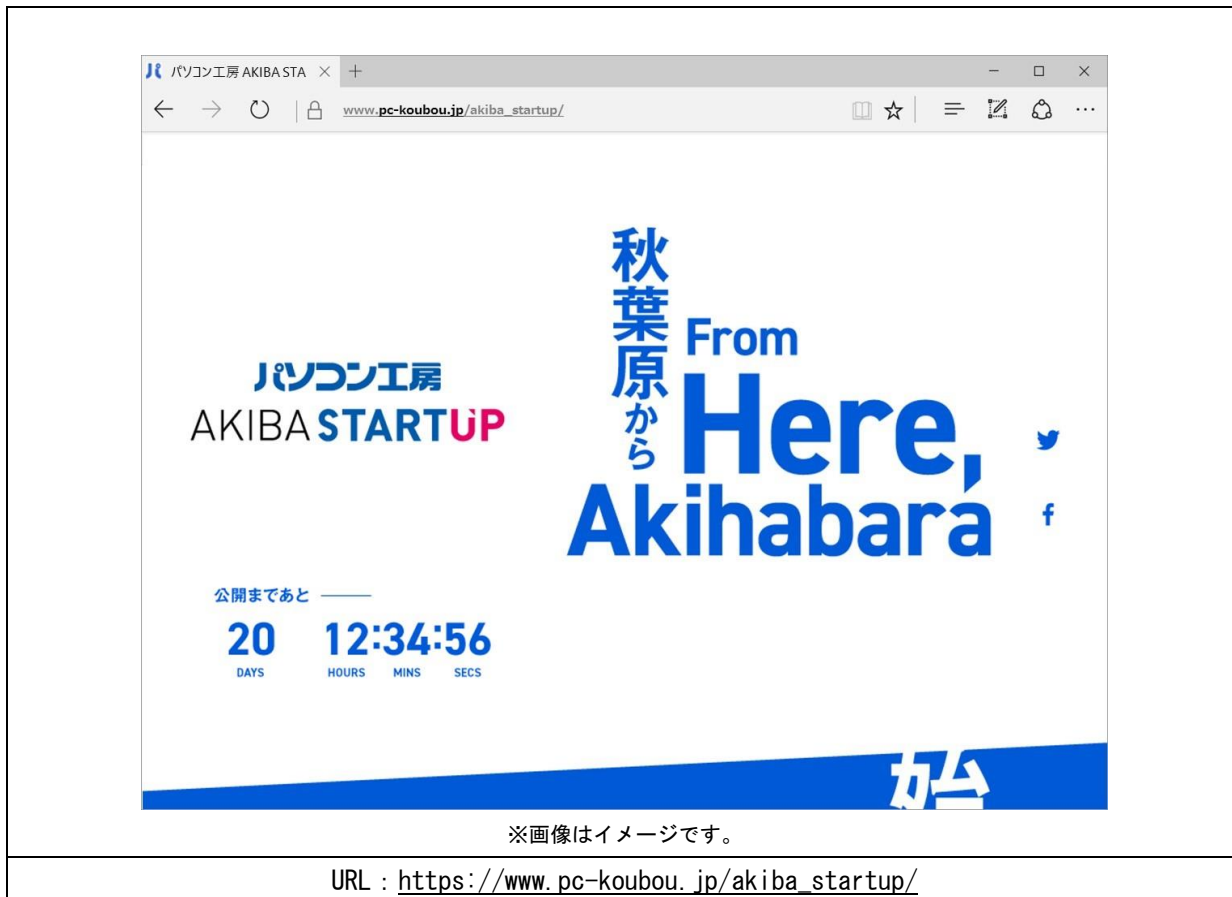 パソコン工房 AKIBA STA
www.pc-koubou.jp/akiba_startup/
パソコン工房
AKIBA STARTUP
秋葉原から
From
Here,
Akihabara
公開まであと
20 12:34:56
DAYS HOURS MINS SECS
始
※画像はイメージです。
URL：https://www.pc-koubou.jp/akiba_startup/